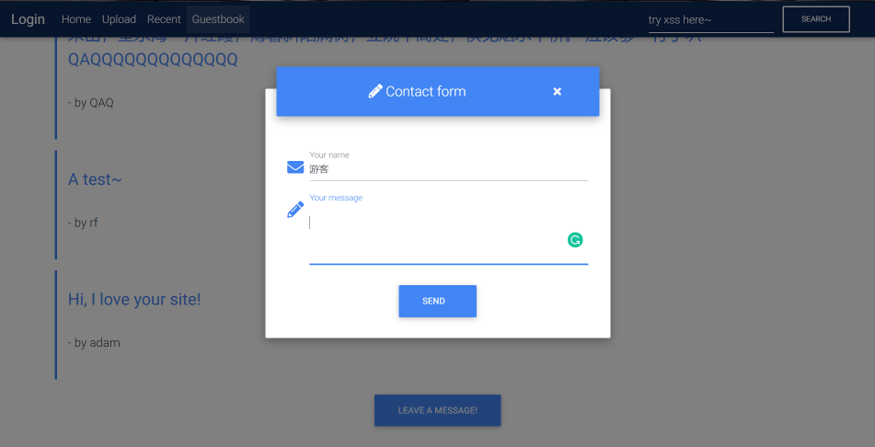 Login Home Upload Recent Guestbook try xss here~ SEARCH
QAQQQQQQQQQQQQQ
- by QAQ
A test~
- by rf
Hi, I love your site!
- by adam
LEAVE A MESSAGE!
Contact form ×
Your name
游客
Your message
SEND